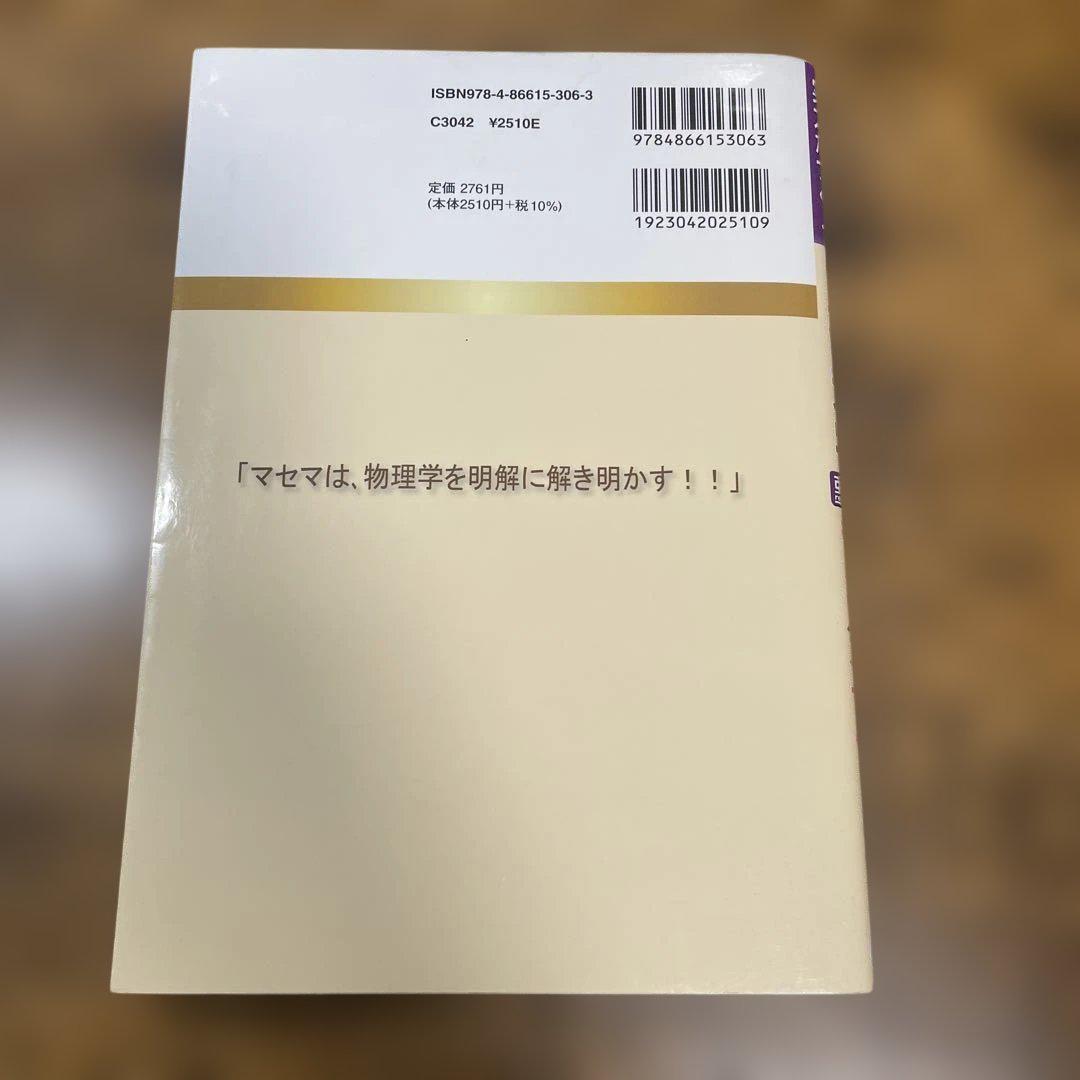 ISBN978-4-86615-306-3
C3042 ¥2510E
9784866153063
定価 2761円
(本体2510円+税10%)
1923042025109
「マセマは、物理学を明解に解き明かす！！」